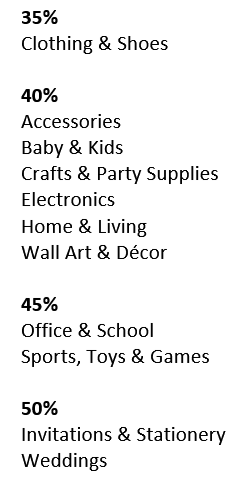 35%
Clothing & Shoes
40%
Accessories
Baby & Kids
Crafts & Party Supplies
Electronics
Home & Living
Wall Art & Décor
45%
Office & School
Sports, Toys & Games
50%
Invitations & Stationery
Weddings